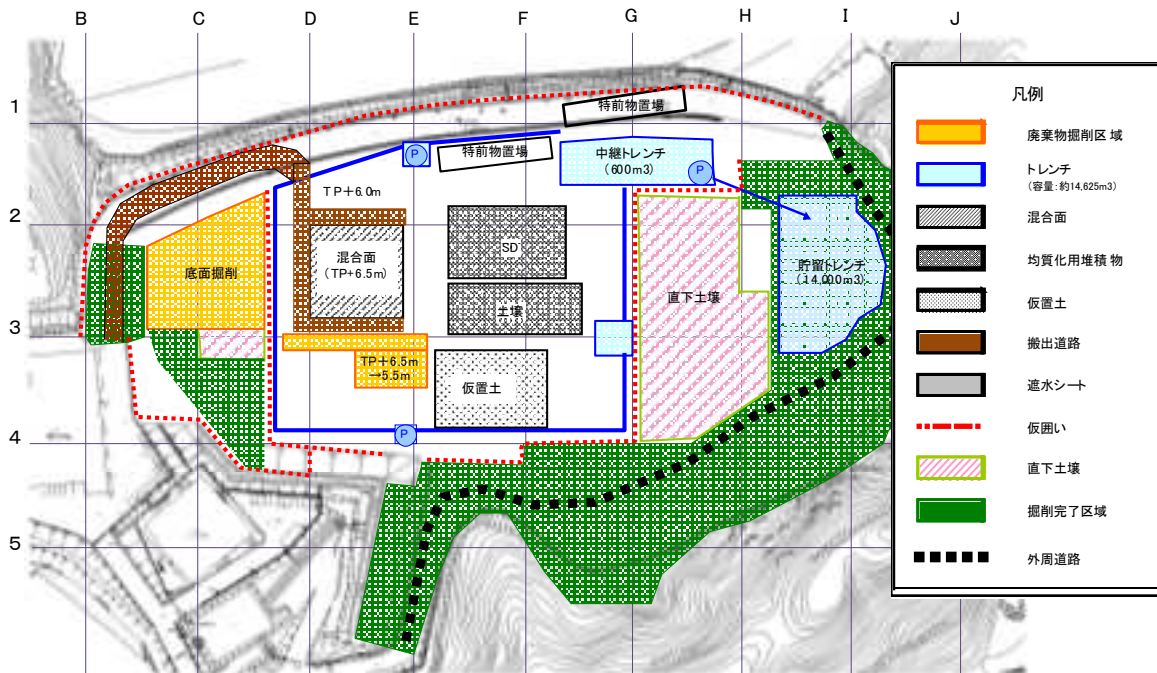 B C D E F G H I J
1
2
3
4
5
特前物置場
特前物置場
中継トレンチ
(600m3)
P
P
P
TP+6.0m
混合面
(TP+6.5m)
SD
土壌
底面掘削
直下土壌
貯留トレンチ
(14,000m3)
TP+6.5m
→5.5m
仮置土
凡例
廃棄物掘削区域
トレンチ
(容量:約14,625m3)
混合面
均質化用堆積物
仮置土
搬出道路
遮水シート
仮囲い
直下土壌
掘削完了区域
外周道路